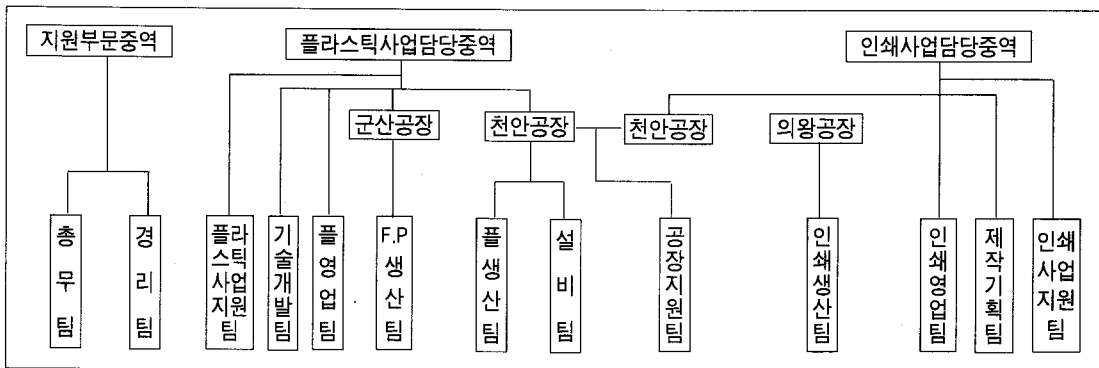 지원부문중역
플라스틱사업담당중역
인쇄사업담당중역
군산공장
천안공장
천안공장
의왕공장
총무팀
경리팀
플라스틱사업지원팀
기술개발팀
플영업팀
F.P생산팀
플생산팀
설비팀
공장지원팀
인쇄생산팀
인쇄영업팀
제작기획팀
인쇄사업지원팀